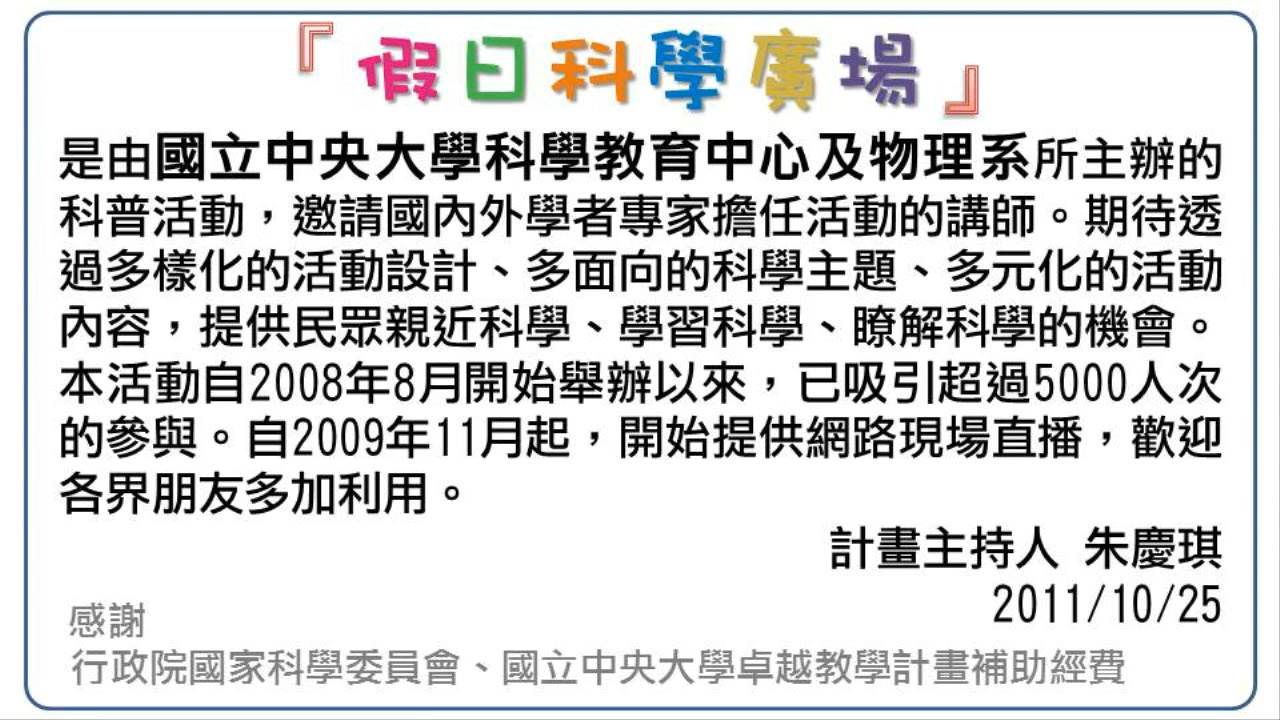 『假日科學廣場』
是由國立中央大學科學教育中心及物理系所主辦的
科普活動，邀請國內外學者專家擔任活動的講師。期待透
過多樣化的活動設計、多面向的科學主題、多元化的活動
內容，提供民眾親近科學、學習科學、瞭解科學的機會。
本活動自2008年8月開始舉辦以來，已吸引超過5000人次
的參與。自2009年11月起，開始提供網路現場直播，歡迎
各界朋友多加利用。
計畫主持人 朱慶琪
2011/10/25
感謝
行政院國家科學委員會、國立中央大學卓越教學計畫補助經費